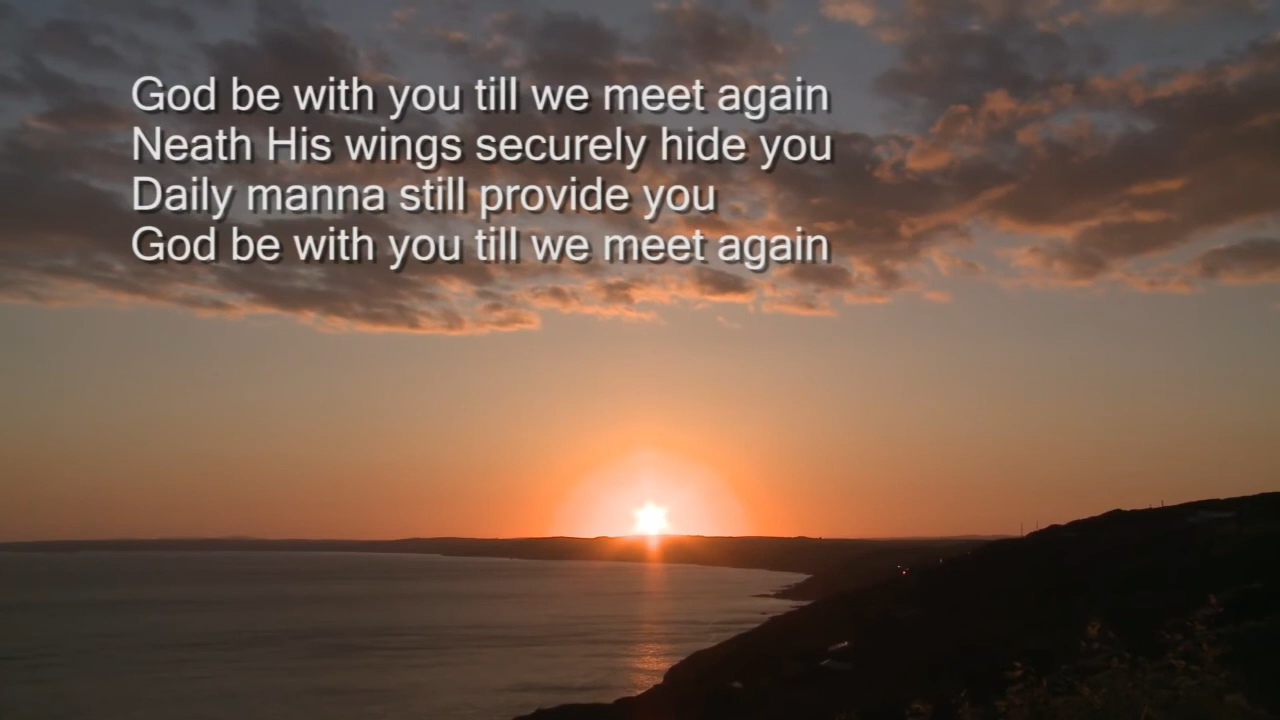 God be with you till we meet again
Neath His wings securely hide you
Daily manna still provide you
God be with you till we meet again